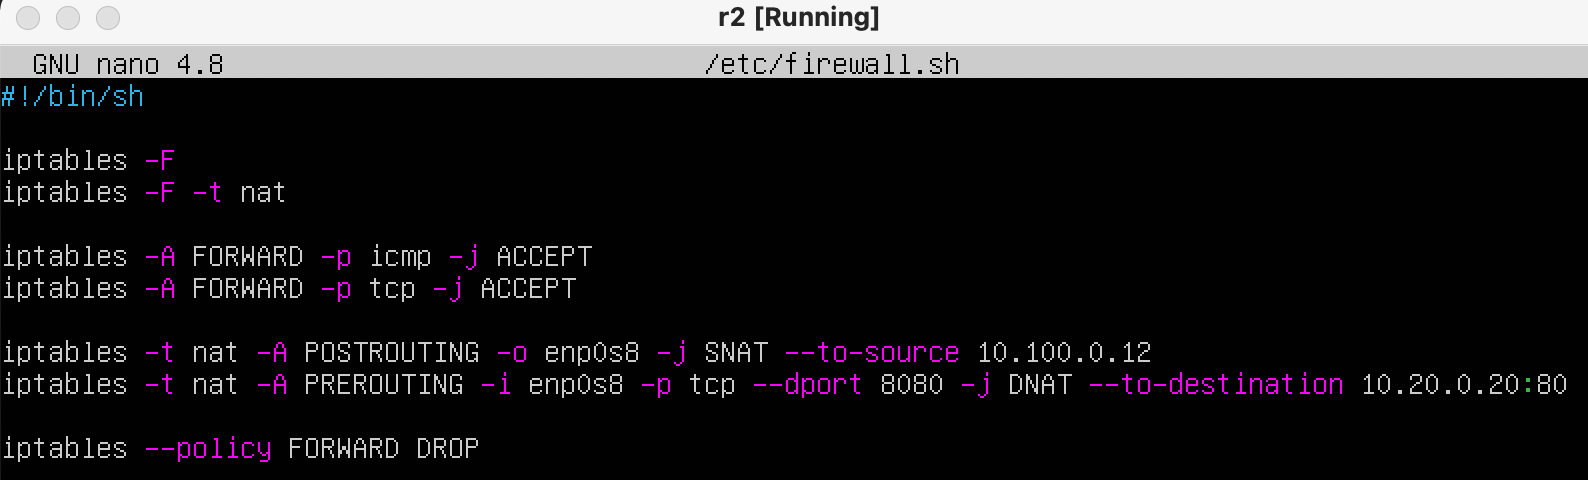 r2 [Running]
GNU nano 4.8 /etc/firewall.sh
#!/bin/sh
iptables -F
iptables -F -t nat
iptables -A FORWARD -p icmp -j ACCEPT
iptables -A FORWARD -p tcp -j ACCEPT
iptables -t nat -A POSTROUTING -o enp0s8 -j SNAT --to-source 10.100.0.12
iptables -t nat -A PREROUTING -i enp0s8 -p tcp --dport 8080 -j DNAT --to-destination 10.20.0.20:80
iptables --policy FORWARD DROP